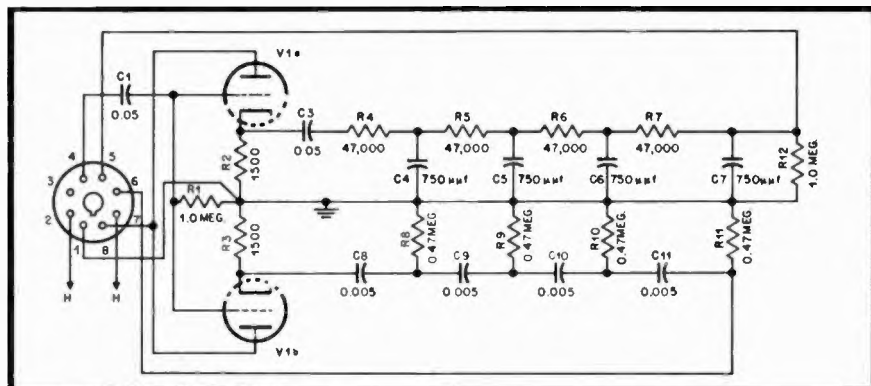 V1a
C1
0.05
C3
0.05
R4
47,000
R5
47,000
R6
47,000
R7
47,000
R12
1.0 MEG.
R2
1500
C4
750μμf
C5
750μμf
C6
750μμf
C7
750μμf
4
5
3
6
2
7
1
8
R1
1.0 MEG.
R3
1500
R8
0.47MEG.
R9
0.47MEG.
R10
0.47MEG.
R11
0.47MEG.
C8
0.005
C9
0.005
C10
0.005
C11
0.005
H
H
V1b